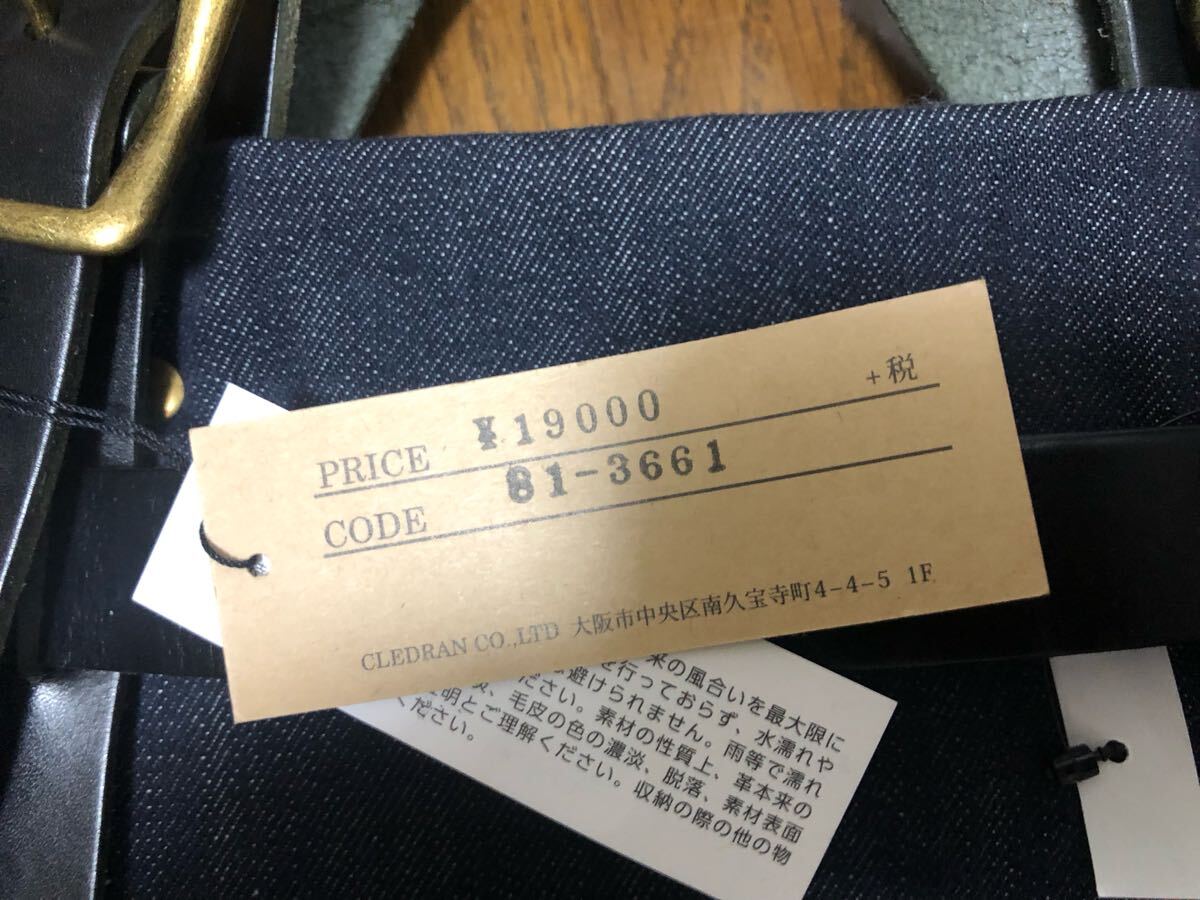 PRICE ¥19000 +税
CODE 81-3661
CLEDRAN CO.,LTD 大阪市中央区南久宝寺町4-4-5 1F
来の風合いを最大限に
を行っておらず、水濡れや
避けられません。雨等で濡れ
ださい。素材の性質上、革本来の
、毛皮の色の濃淡、脱落、素材表面
明とご理解ください。収納の際の他の物
ください。